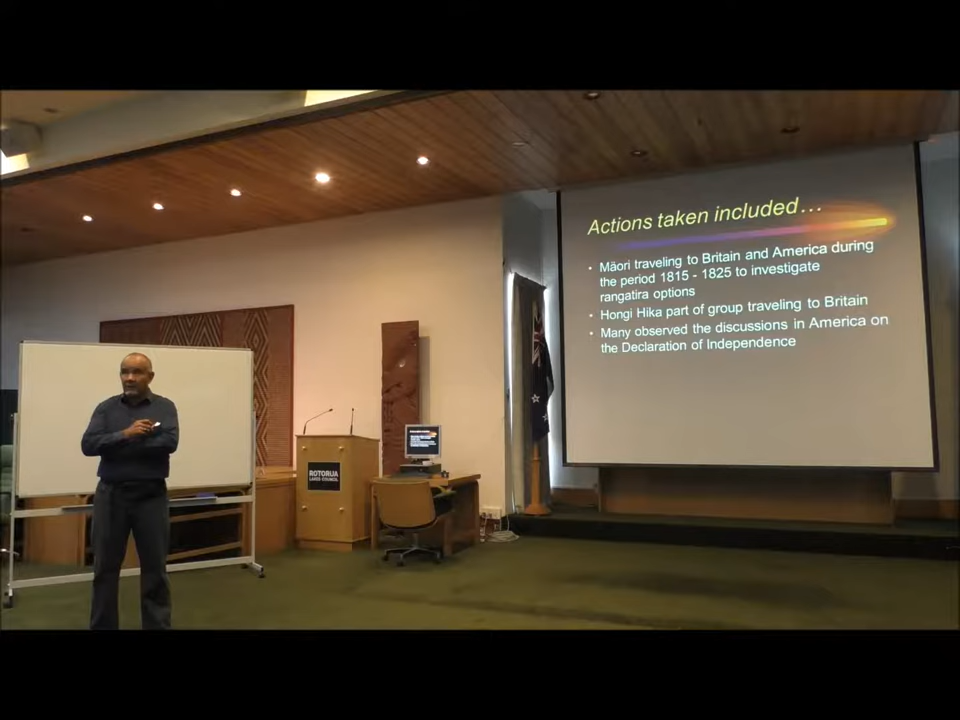 Actions taken included…
• Māori traveling to Britain and America during
the period 1815 - 1825 to investigate
rangatira options
• Hongi Hika part of group traveling to Britain
• Many observed the discussions in America on
the Declaration of Independence
ROTORUA
LAKES COUNCIL